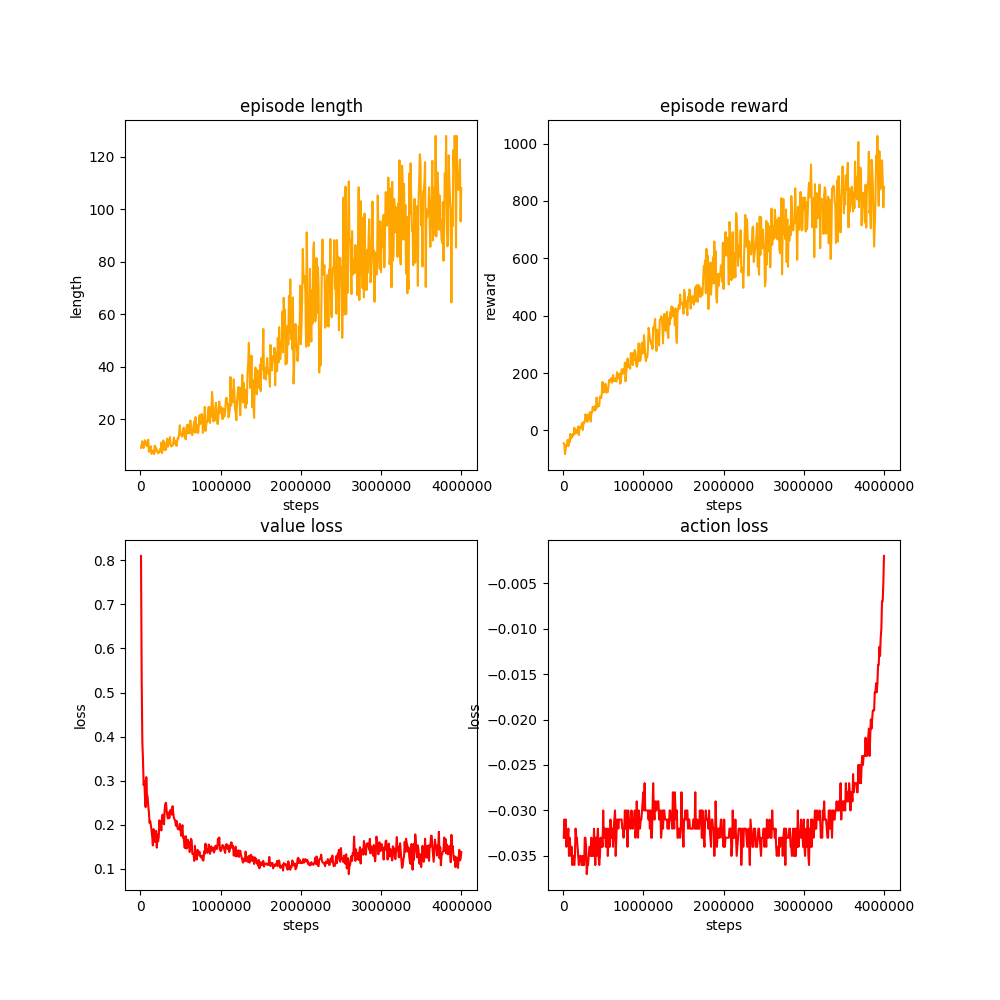 episode length
length
120
100
80
60
40
20
0 1000000 2000000 3000000 4000000
steps
episode reward
reward
1000
800
600
400
200
0
0 1000000 2000000 3000000 4000000
steps
value loss
loss
0.8
0.7
0.6
0.5
0.4
0.3
0.2
0.1
0 1000000 2000000 3000000 4000000
steps
action loss
loss
−0.005
−0.010
−0.015
−0.020
−0.025
−0.030
−0.035
0 1000000 2000000 3000000 4000000
steps